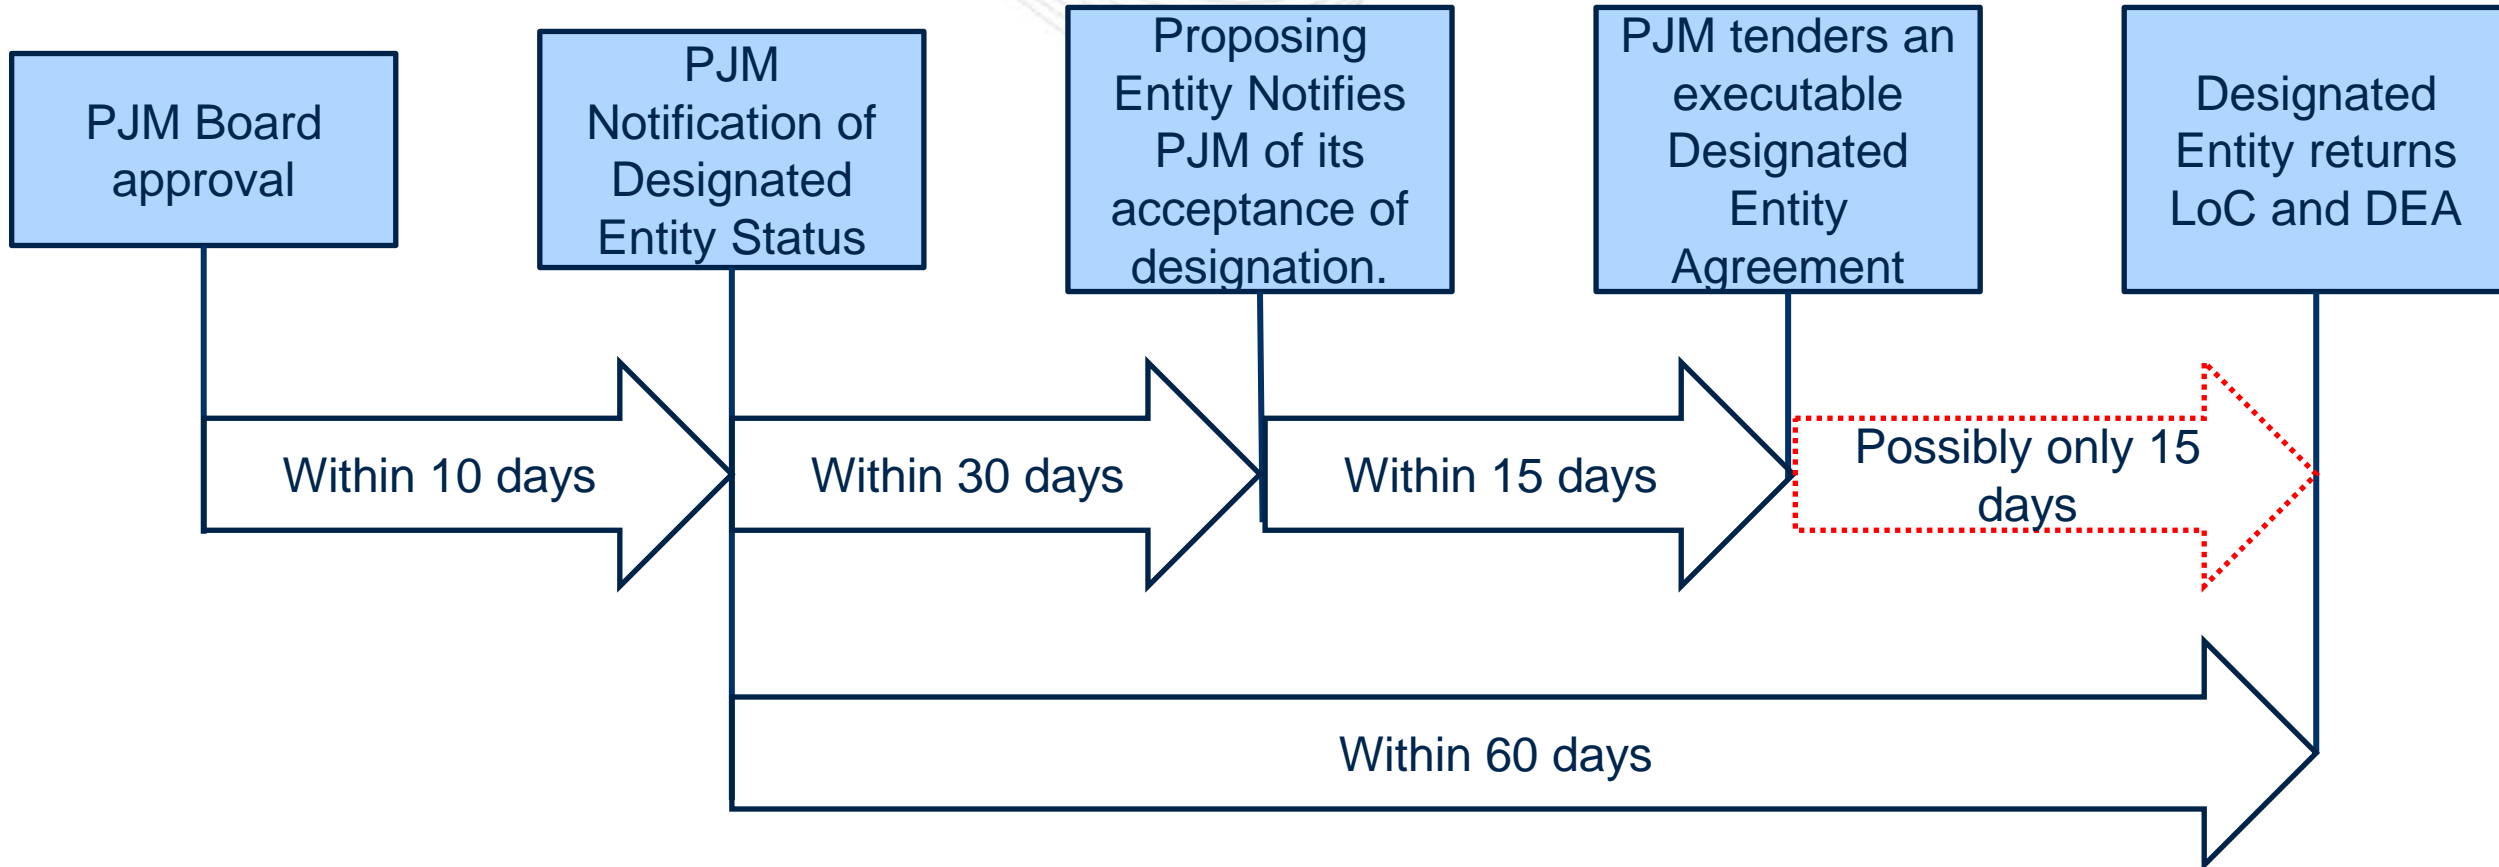 PJM Board
approval
PJM
Notification of
Designated
Entity Status
Proposing
Entity Notifies
PJM of its
acceptance of
designation.
PJM tenders an
executable
Designated
Entity
Agreement
Designated
Entity returns
LoC and DEA
Within 10 days
Within 30 days
Within 15 days
Possibly only 15
days
Within 60 days